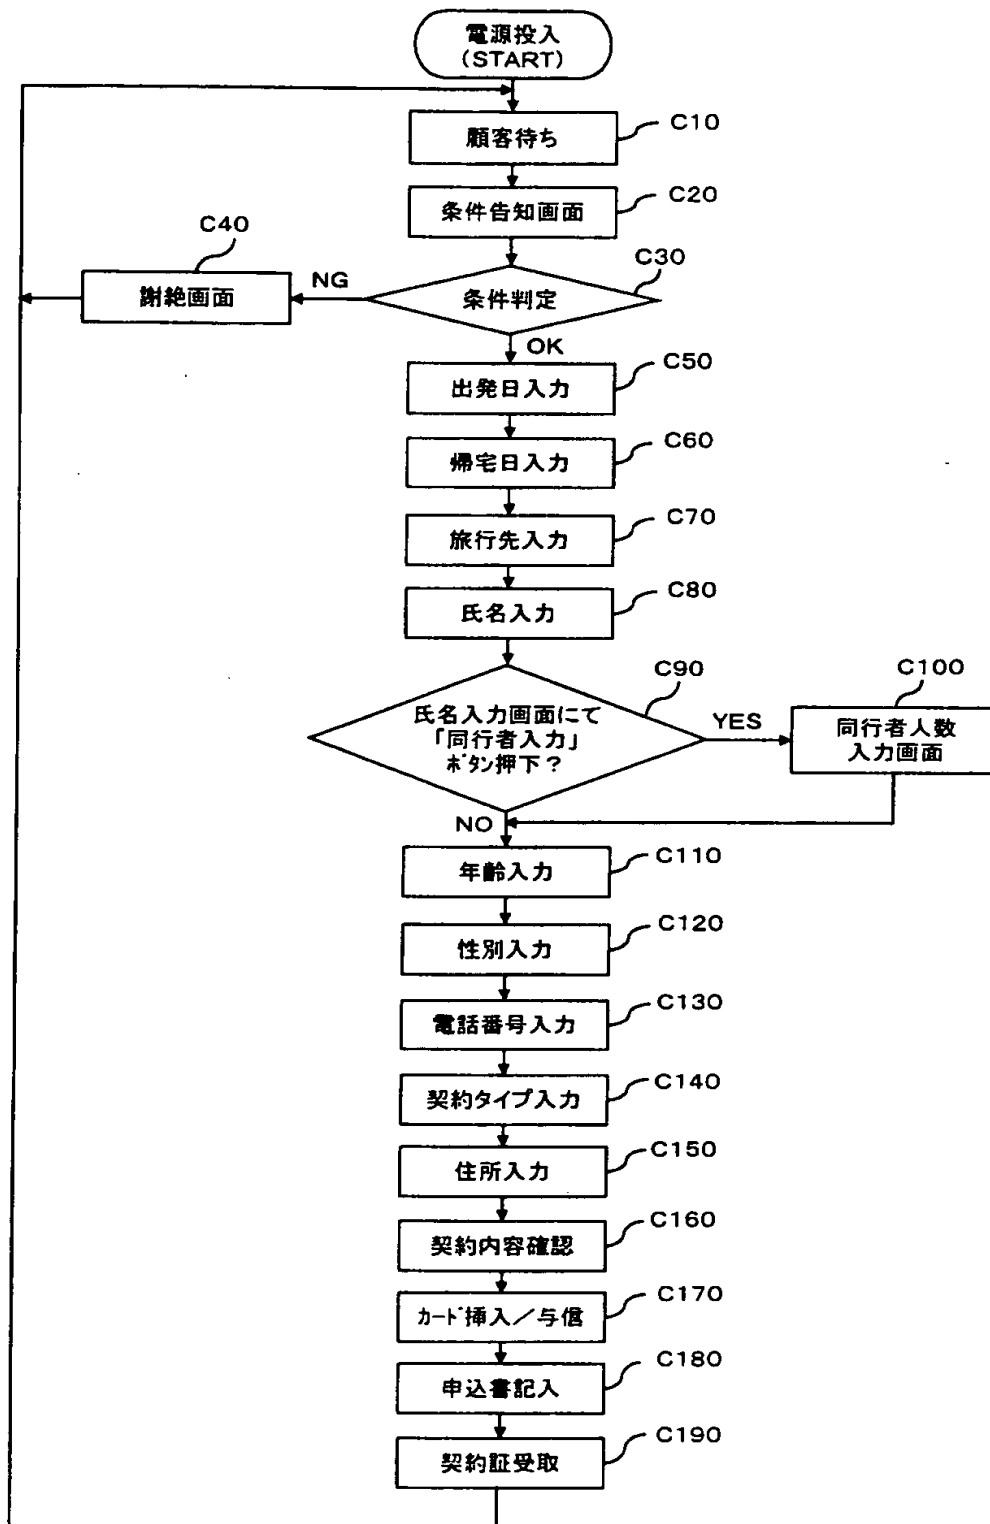 電源投入
(START)
顧客待ち
C10
条件告知画面
C20
C40
C30
謝絶画面
NG
条件判定
OK
出発日入力
C50
帰宅日入力
C60
旅行先入力
C70
氏名入力
C80
C90
C100
氏名入力画面にて
「同行者入力」
ボタン押下?
YES
同行者人数
入力画面
NO
年齢入力
C110
性別入力
C120
電話番号入力
C130
契約タイプ入力
C140
住所入力
C150
契約内容確認
C160
カード挿入/与信
C170
申込書記入
C180
契約証受取
C190